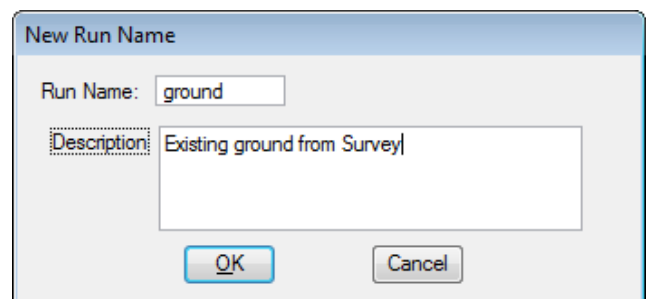 New Run Name
Run Name: ground
Description Existing ground from Survey
OK Cancel